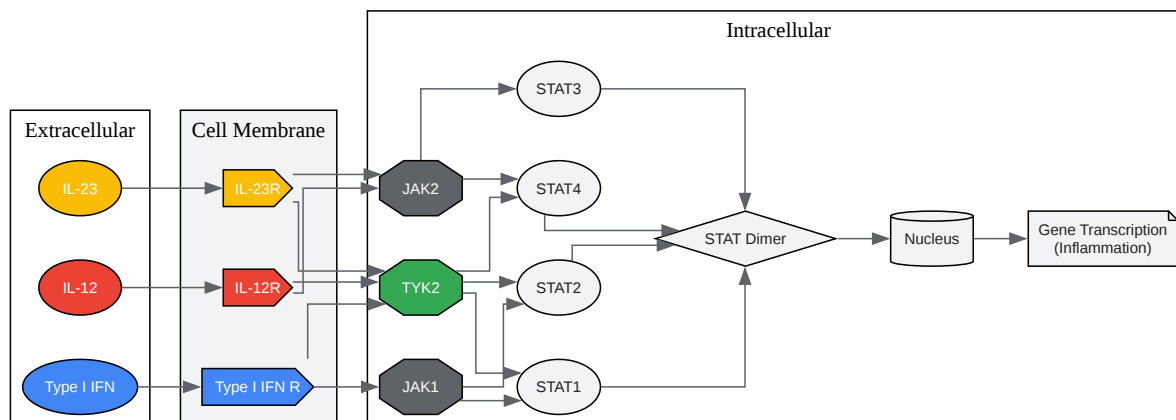 Extracellular
IL-23
IL-12
Type I IFN
Cell Membrane
IL-23R
IL-12R
Type I IFN R
Intracellular
JAK2
TYK2
JAK1
STAT3
STAT4
STAT2
STAT1
STAT Dimer
Nucleus
Gene Transcription
(Inflammation)